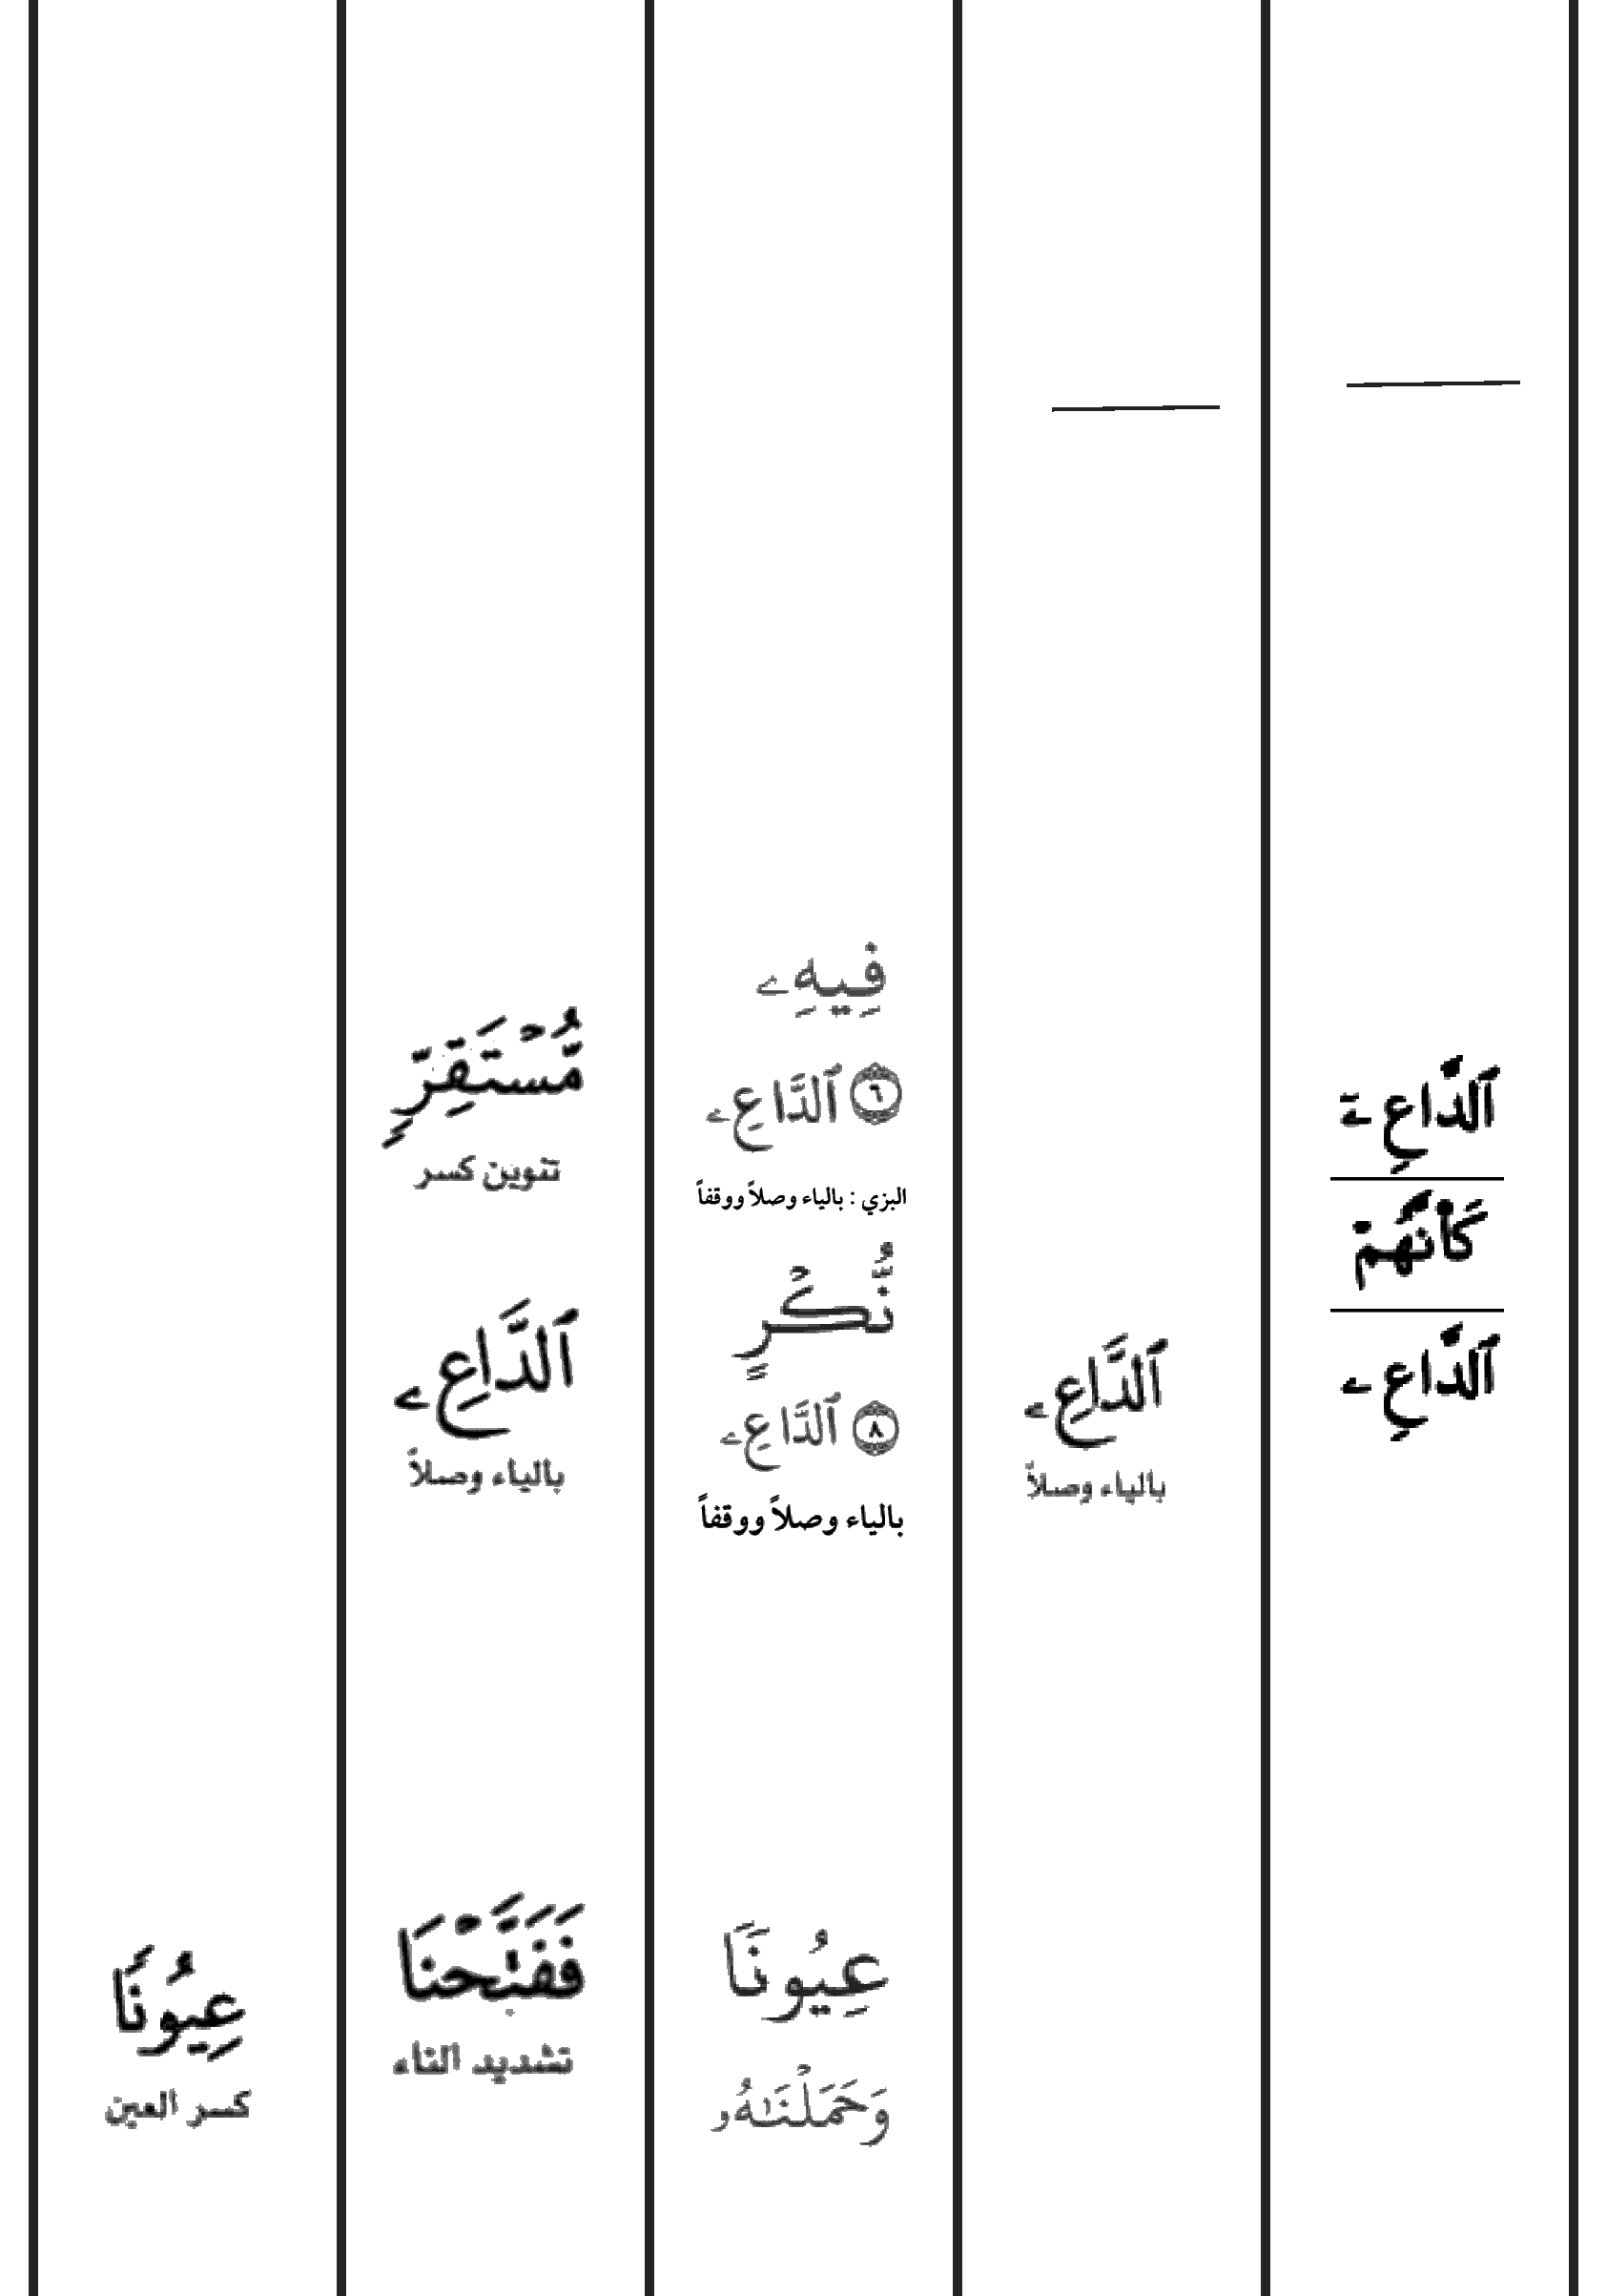 ٱلدَّاعِۦٓ
كَأَنَّهُمۡ
ٱلدَّاعِۦ
ٱلدَّاعِۦ
بالياء وصلاً
فِيهِۦ
٦ ٱلدَّاعِۦ
البزي : بالياء وصلاً ووقفاً
نُّكۡرٍ
٨ ٱلدَّاعِۦ
بالياء وصلاً ووقفاً
عِيُونَٗا
وَحَمَلۡنَٰهُۥ
مُّسۡتَقِرّٖ
تنوين كسر
ٱلدَّاعِۦ
بالياء وصلاً
فَفَتَّحۡنَا
تشديد التاء
عِيُونَٗا
كسر العين